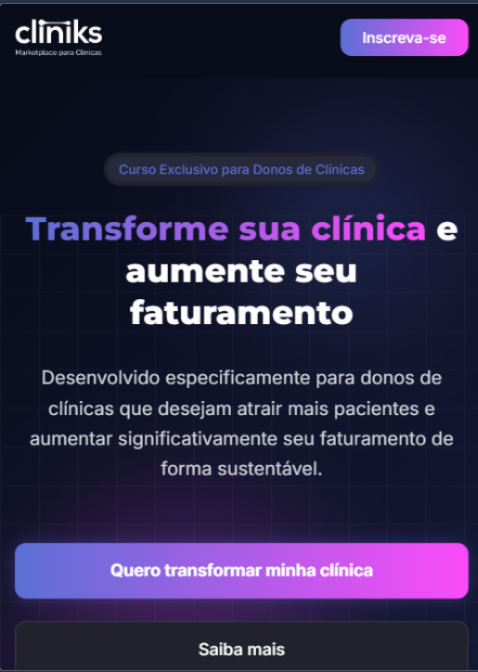 cliniks
Marketplace para Clínicas
Inscreva-se
Curso Exclusivo para Donos de Clínicas
Transforme sua clínica e
aumente seu
faturamento
Desenvolvido especificamente para donos de
clínicas que desejam atrair mais pacientes e
aumentar significativamente seu faturamento de
forma sustentável.
Quero transformar minha clínica
Saiba mais